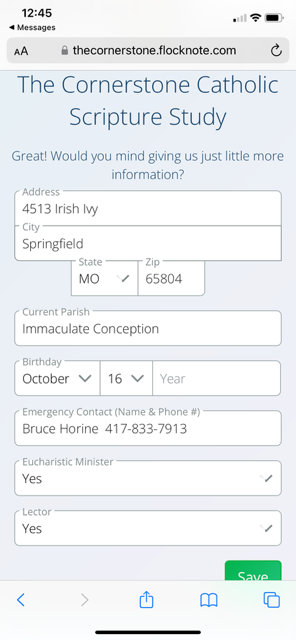 12:45
Messages
AA thecornerstone.flocknote.com
The Cornerstone Catholic
Scripture Study
Great! Would you mind giving us just little more
information?
Address
4513 Irish Ivy
City
Springfield
State Zip
MO 65804
Current Parish
Immaculate Conception
Birthday
October 16 Year
Emergency Contact (Name & Phone #)
Bruce Horine 417-833-7913
Eucharistic Minister
Yes
Lector
Yes
Save